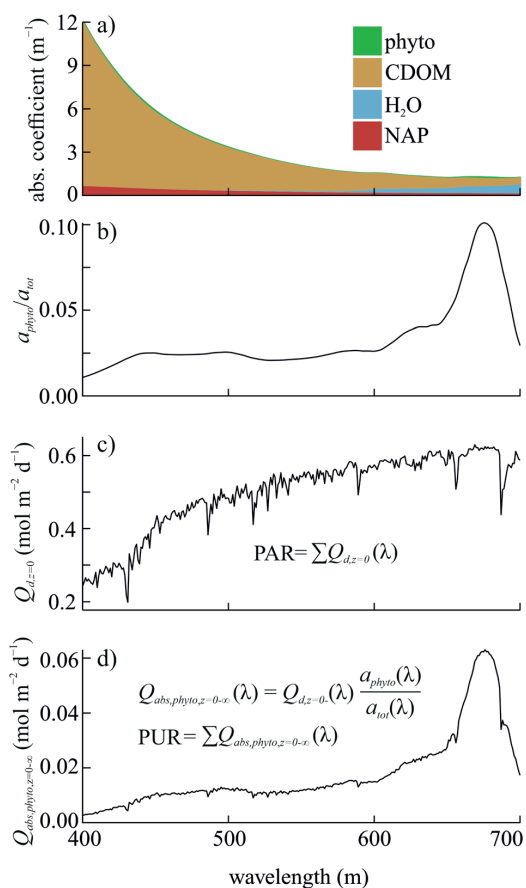 a)
abs. coefficient (m⁻¹)
12
9
6
3
0
phyto
CDOM
H₂O
NAP
b)
a_phyto/a_tot
0.10
0.05
0.00
c)
Q_d,z=0 (mol m⁻² d⁻¹)
0.6
0.4
0.2
PAR=∑Q_d,z=0(λ)
d)
Q_abs,phyto,z=0-∞ (mol m⁻² d⁻¹)
0.06
0.04
0.02
0.00
Q_abs,phyto,z=0-∞(λ) = Q_d,z=0-(λ) a_phyto(λ)/a_tot(λ)
PUR=∑Q_abs,phyto,z=0-∞(λ)
400 500 600 700
wavelength (m)